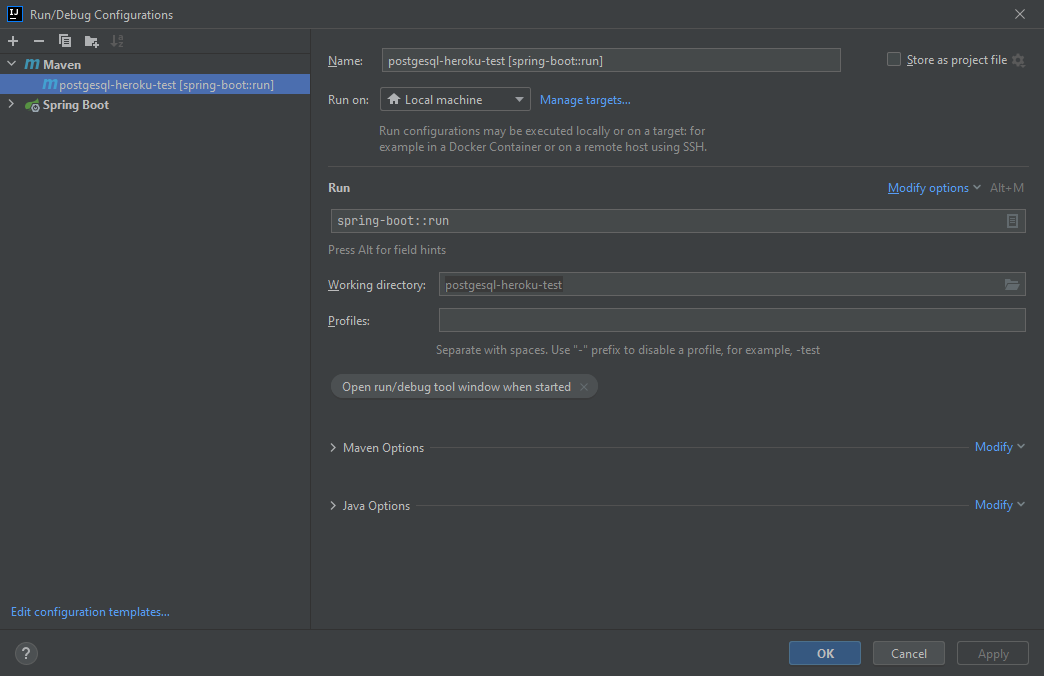 Run/Debug Configurations
Maven
postgesql-heroku-test [spring-boot::run]
Spring Boot
Name: postgesql-heroku-test [spring-boot::run] Store as project file
Run on: Local machine Manage targets...
Run configurations may be executed locally or on a target: for
example in a Docker Container or on a remote host using SSH.
Run Modify options Alt+M
spring-boot::run
Press Alt for field hints
Working directory: postgesql-heroku-test
Profiles:
Separate with spaces. Use "-" prefix to disable a profile, for example, -test
Open run/debug tool window when started
Maven Options Modify
Java Options Modify
Edit configuration templates...
? OK Cancel Apply